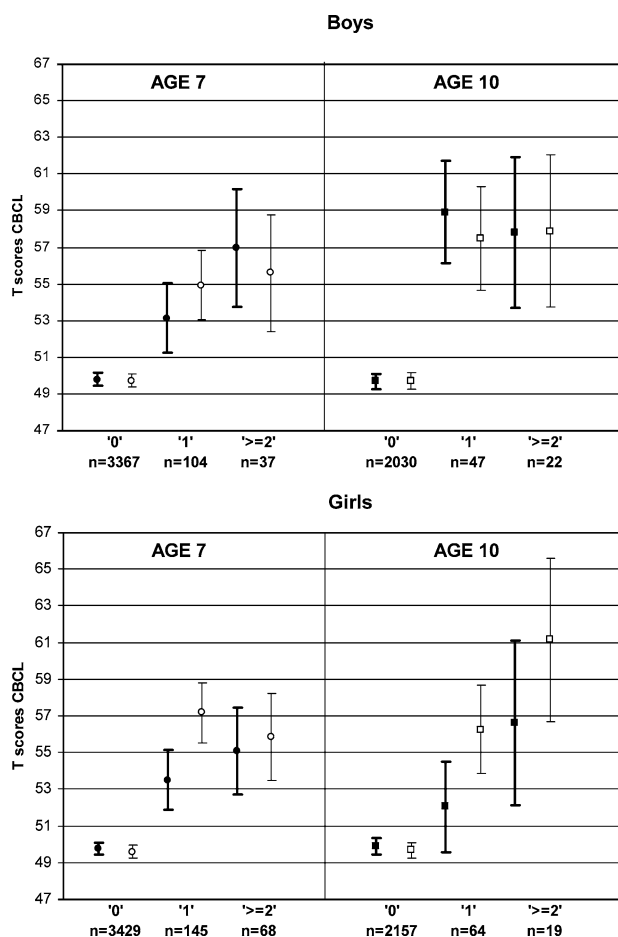 Boys
67
65
63
61
59
57
55
53
51
49
47
T scores CBCL
AGE 7 AGE 10
'0' '1' '>=2' '0' '1' '>=2'
n=3367 n=104 n=37 n=2030 n=47 n=22
Girls
67
65
63
61
59
57
55
53
51
49
47
T scores CBCL
AGE 7 AGE 10
'0' '1' '>=2' '0' '1' '>=2'
n=3429 n=145 n=68 n=2157 n=64 n=19